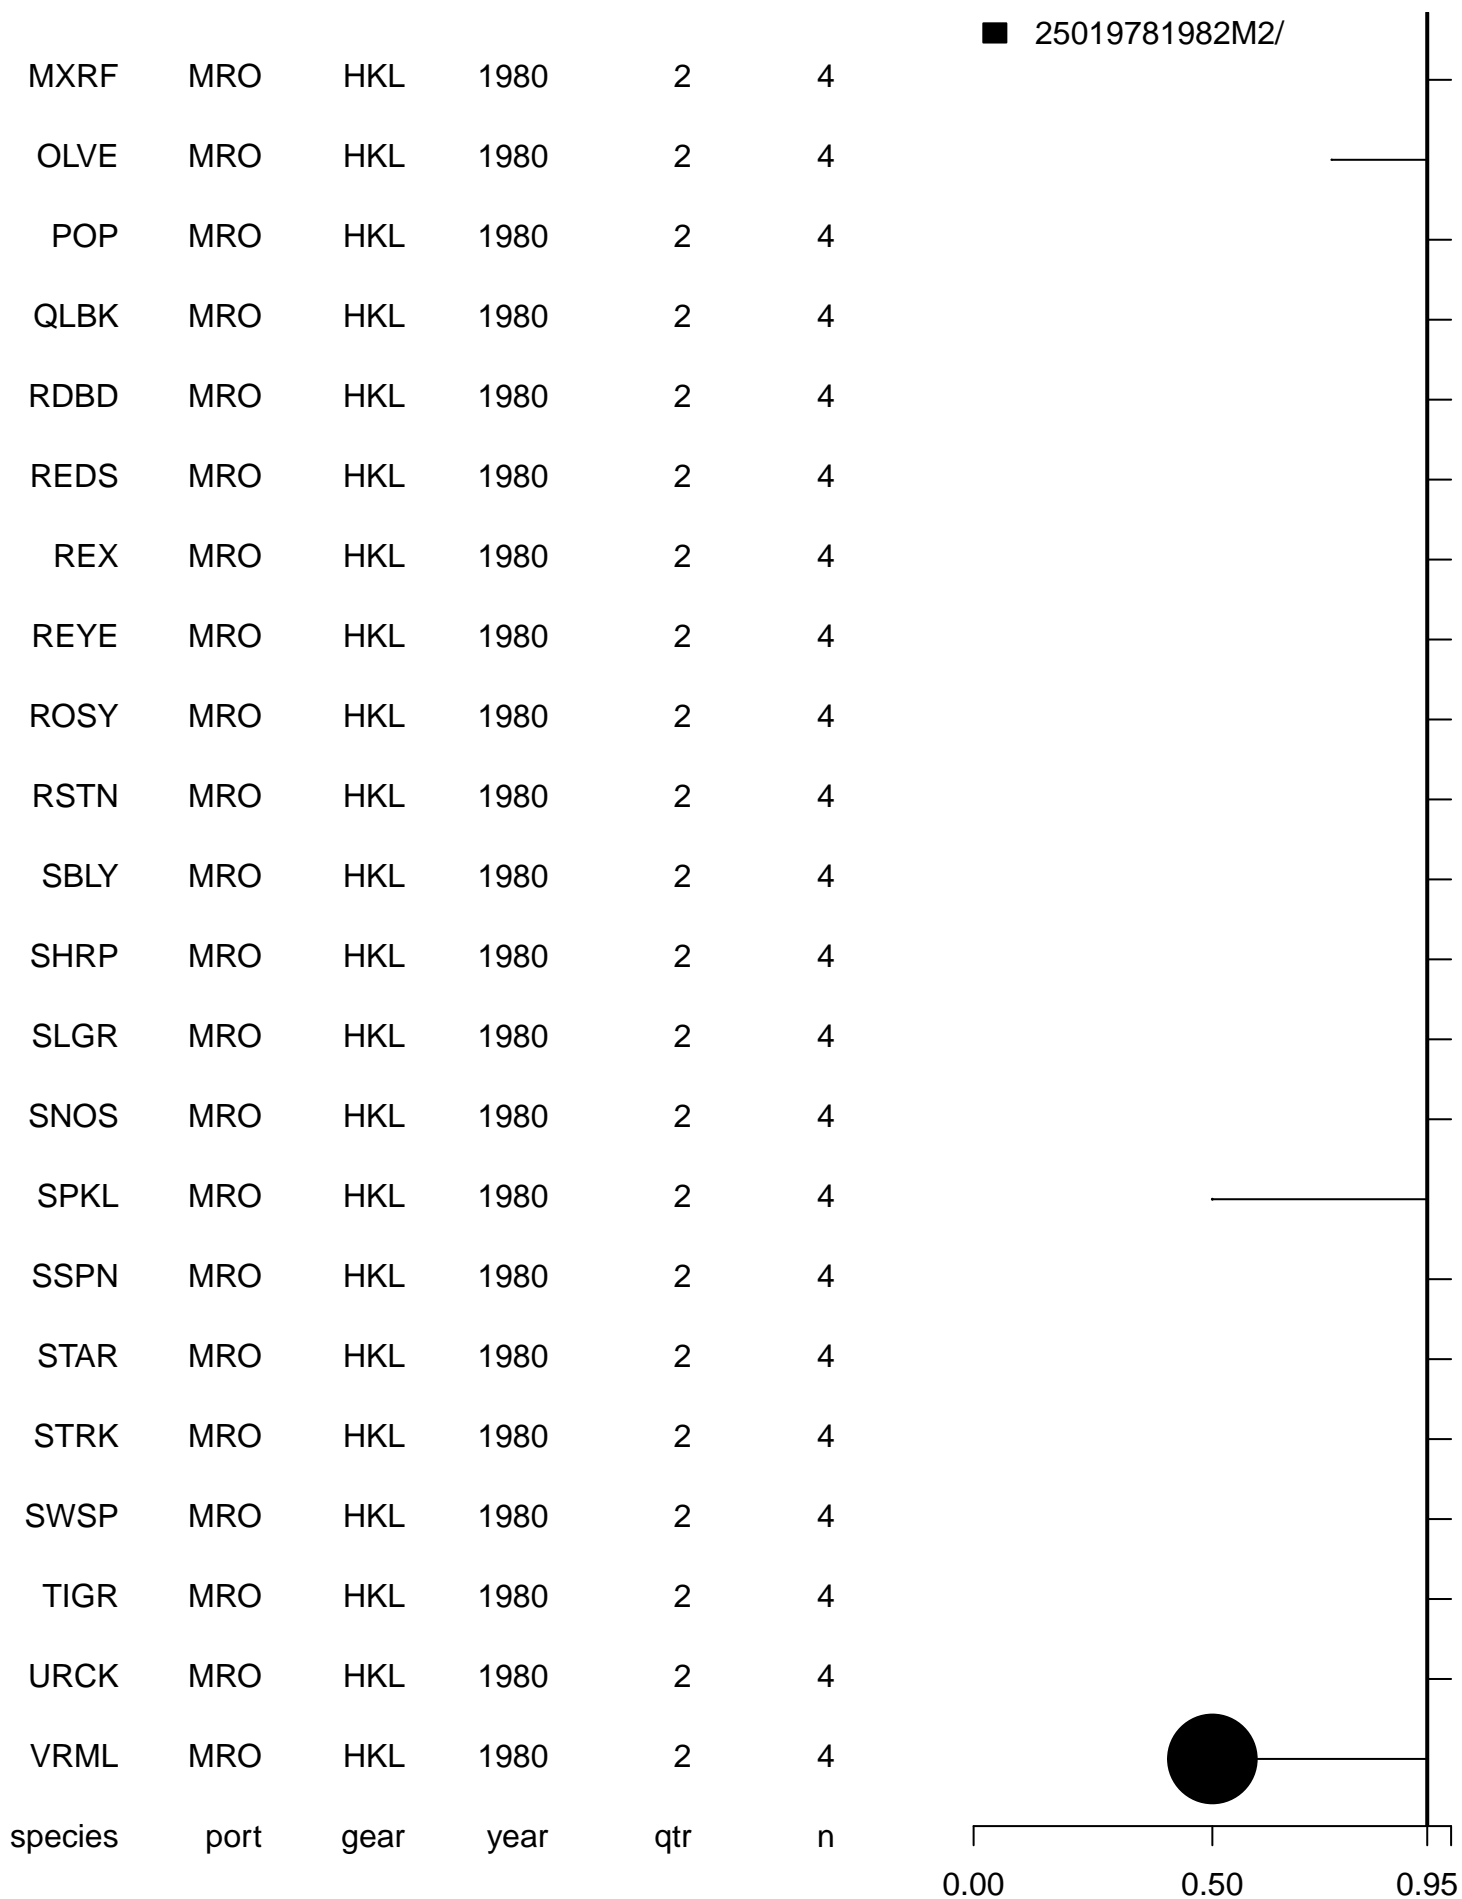 25019781982M2/
MXRF MRO HKL 1980 2 4
OLVE MRO HKL 1980 2 4
POP MRO HKL 1980 2 4
QLBK MRO HKL 1980 2 4
RDBD MRO HKL 1980 2 4
REDS MRO HKL 1980 2 4
REX MRO HKL 1980 2 4
REYE MRO HKL 1980 2 4
ROSY MRO HKL 1980 2 4
RSTN MRO HKL 1980 2 4
SBLY MRO HKL 1980 2 4
SHRP MRO HKL 1980 2 4
SLGR MRO HKL 1980 2 4
SNOS MRO HKL 1980 2 4
SPKL MRO HKL 1980 2 4
SSPN MRO HKL 1980 2 4
STAR MRO HKL 1980 2 4
STRK MRO HKL 1980 2 4
SWSP MRO HKL 1980 2 4
TIGR MRO HKL 1980 2 4
URCK MRO HKL 1980 2 4
VRML MRO HKL 1980 2 4
species port gear year qtr n
0.00 0.50 0.95